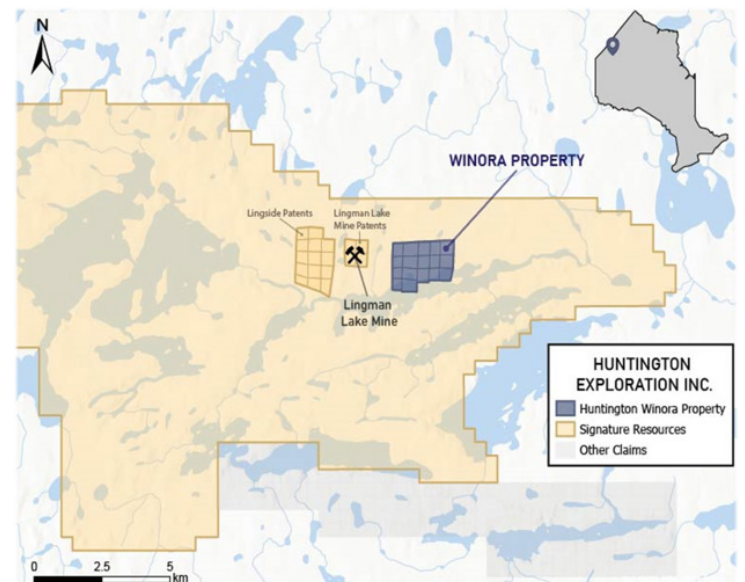 N
WINORA PROPERTY
Lingside Patents
Lingman Lake
Mine Patents
Lingman
Lake Mine
HUNTINGTON
EXPLORATION INC.
Huntington Winora Property
Signature Resources
Other Claims
0 2.5 5
km